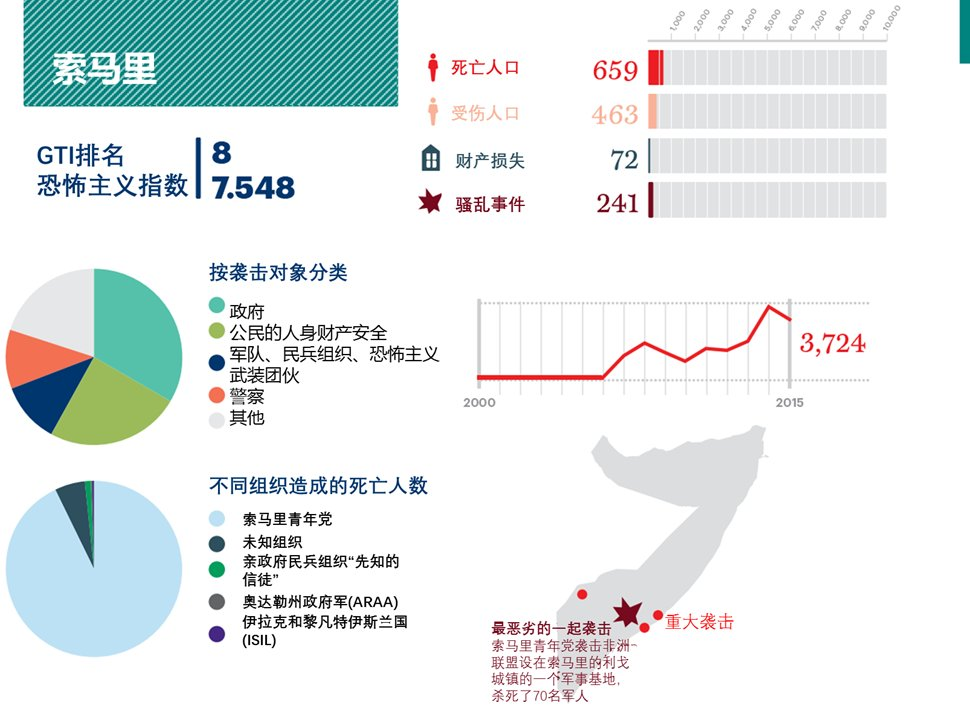 索马里
GTI排名 8
恐怖主义指数 7.548
1,000 2,000 3,000 4,000 5,000 6,000 7,000 8,000 9,000 10,000
死亡人口 659
受伤人口 463
财产损失 72
骚乱事件 241
按袭击对象分类
政府
公民的人身财产安全
军队、民兵组织、恐怖主义
武装团伙
警察
其他
3,724
2000 2015
不同组织造成的死亡人数
索马里青年党
未知组织
亲政府民兵组织“先知的
信徒”
奥达勒州政府军(ARAA)
伊拉克和黎凡特伊斯兰国
(ISIL)
重大袭击
最恶劣的一起袭击
索马里青年党袭击非洲
联盟设在索马里的利戈
城镇的一个军事基地，
杀死了70名军人